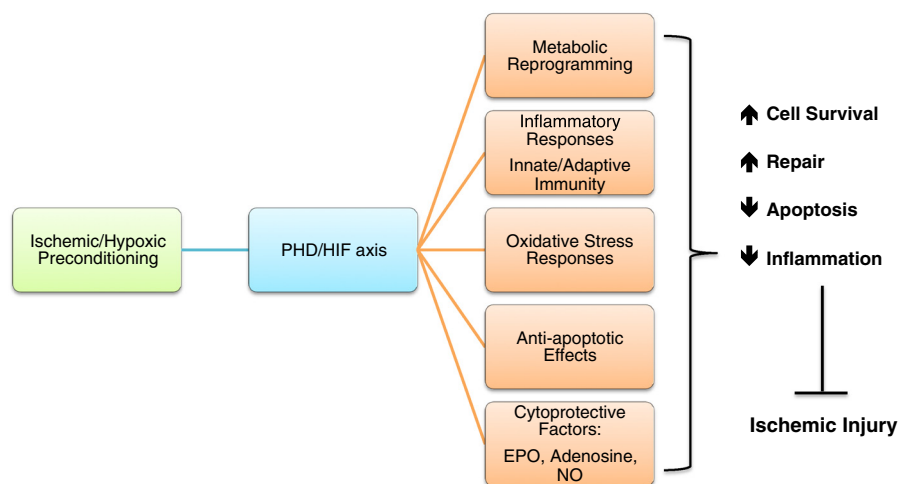 Ischemic/Hypoxic
Preconditioning
PHD/HIF axis
Metabolic
Reprogramming
Inflammatory
Responses
Innate/Adaptive
Immunity
Oxidative Stress
Responses
Anti-apoptotic
Effects
Cytoprotective
Factors:
EPO, Adenosine,
NO
Cell Survival
Repair
Apoptosis
Inflammation
Ischemic Injury